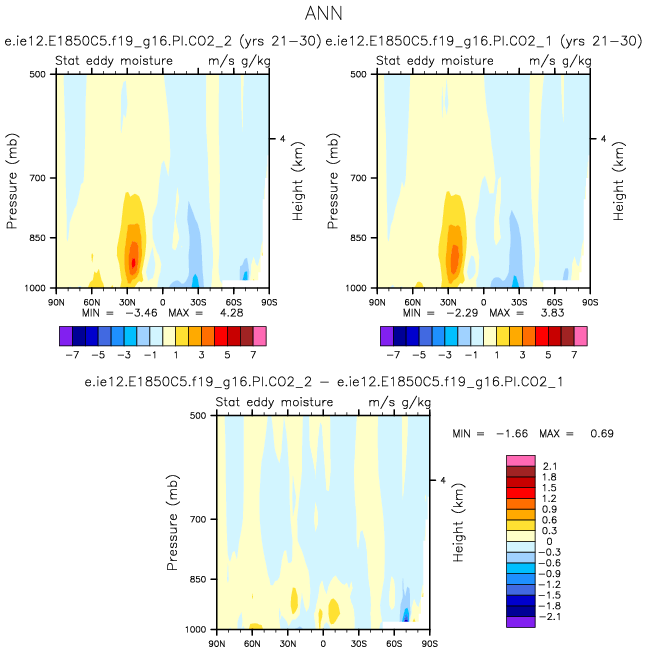 ANN
e.ie12.E1850C5.f19_g16.PI.CO2_2 (yrs 21−30) e.ie12.E1850C5.f19_g16.PI.CO2_1 (yrs 21−30)
Stat eddy moisture m/s g/kg Stat eddy moisture m/s g/kg
500 500
4 4
700 700
850 850
1000 1000
Pressure (mb) Height (km) Pressure (mb) Height (km)
90N 60N 30N 0 30S 60S 90S 90N 60N 30N 0 30S 60S 90S
MIN = −3.46 MAX = 4.28 MIN = −2.29 MAX = 3.83
−7 −5 −3 −1 1 3 5 7 −7 −5 −3 −1 1 3 5 7
e.ie12.E1850C5.f19_g16.PI.CO2_2 − e.ie12.E1850C5.f19_g16.PI.CO2_1
Stat eddy moisture m/s g/kg
500
4
700
850
1000
Pressure (mb) Height (km)
90N 60N 30N 0 30S 60S 90S
MIN = −1.66 MAX = 0.69
2.1
1.8
1.5
1.2
0.9
0.6
0.3
0
−0.3
−0.6
−0.9
−1.2
−1.5
−1.8
−2.1